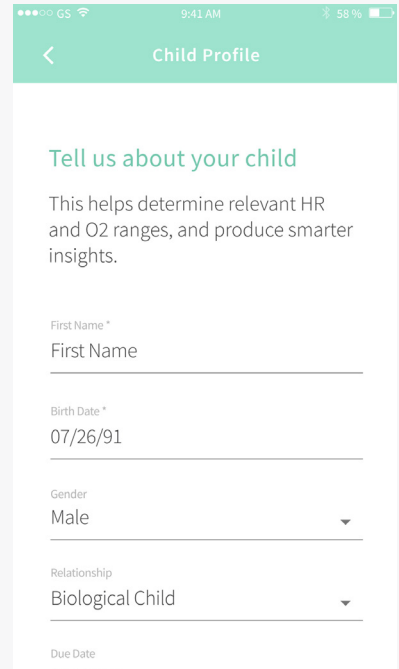 GS 9:41 AM 58 %
Child Profile
Tell us about your child
This helps determine relevant HR
and O2 ranges, and produce smarter
insights.
First Name *
First Name
Birth Date *
07/26/91
Gender
Male
Relationship
Biological Child
Due Date